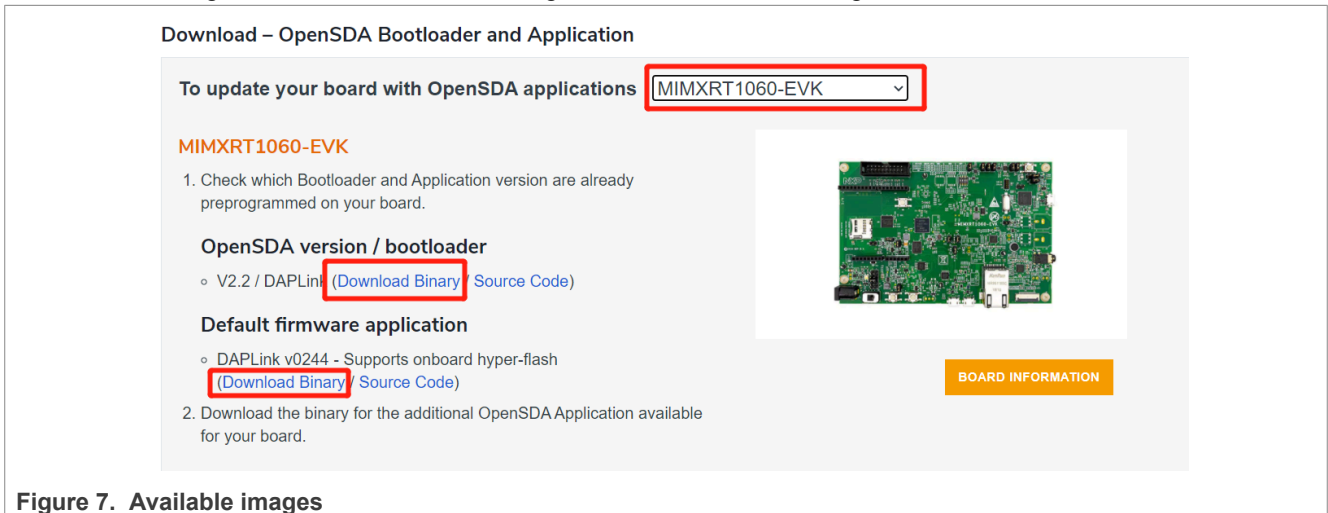 Download – OpenSDA Bootloader and Application
To update your board with OpenSDA applications MIMXRT1060-EVK
MIMXRT1060-EVK
1. Check which Bootloader and Application version are already
preprogrammed on your board.
OpenSDA version / bootloader
V2.2 / DAPLink (Download Binary / Source Code)
Default firmware application
DAPLink v0244 - Supports onboard hyper-flash
(Download Binary / Source Code)
BOARD INFORMATION
2. Download the binary for the additional OpenSDA Application available
for your board.
Figure 7. Available images